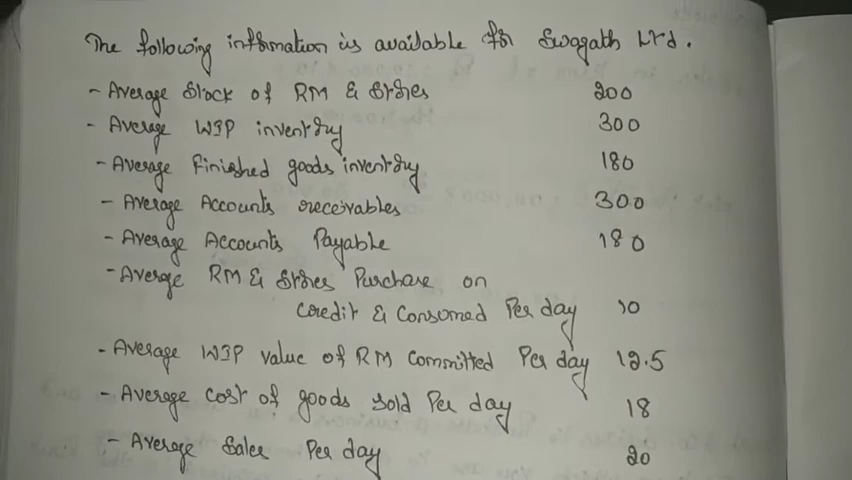 The following information is available for Swagath Ltd.
- Average Stock of RM & Stores 200
- Average WIP inventory 300
- Average Finished goods inventory 180
- Average Accounts receivables 300
- Average Accounts Payable 180
- Average RM & Stores Purchase on
Credit & Consumed Per day 10
- Average WIP value of RM Committed Per day 12.5
- Average Cost of goods sold Per day 18
- Average Sales Per day 20